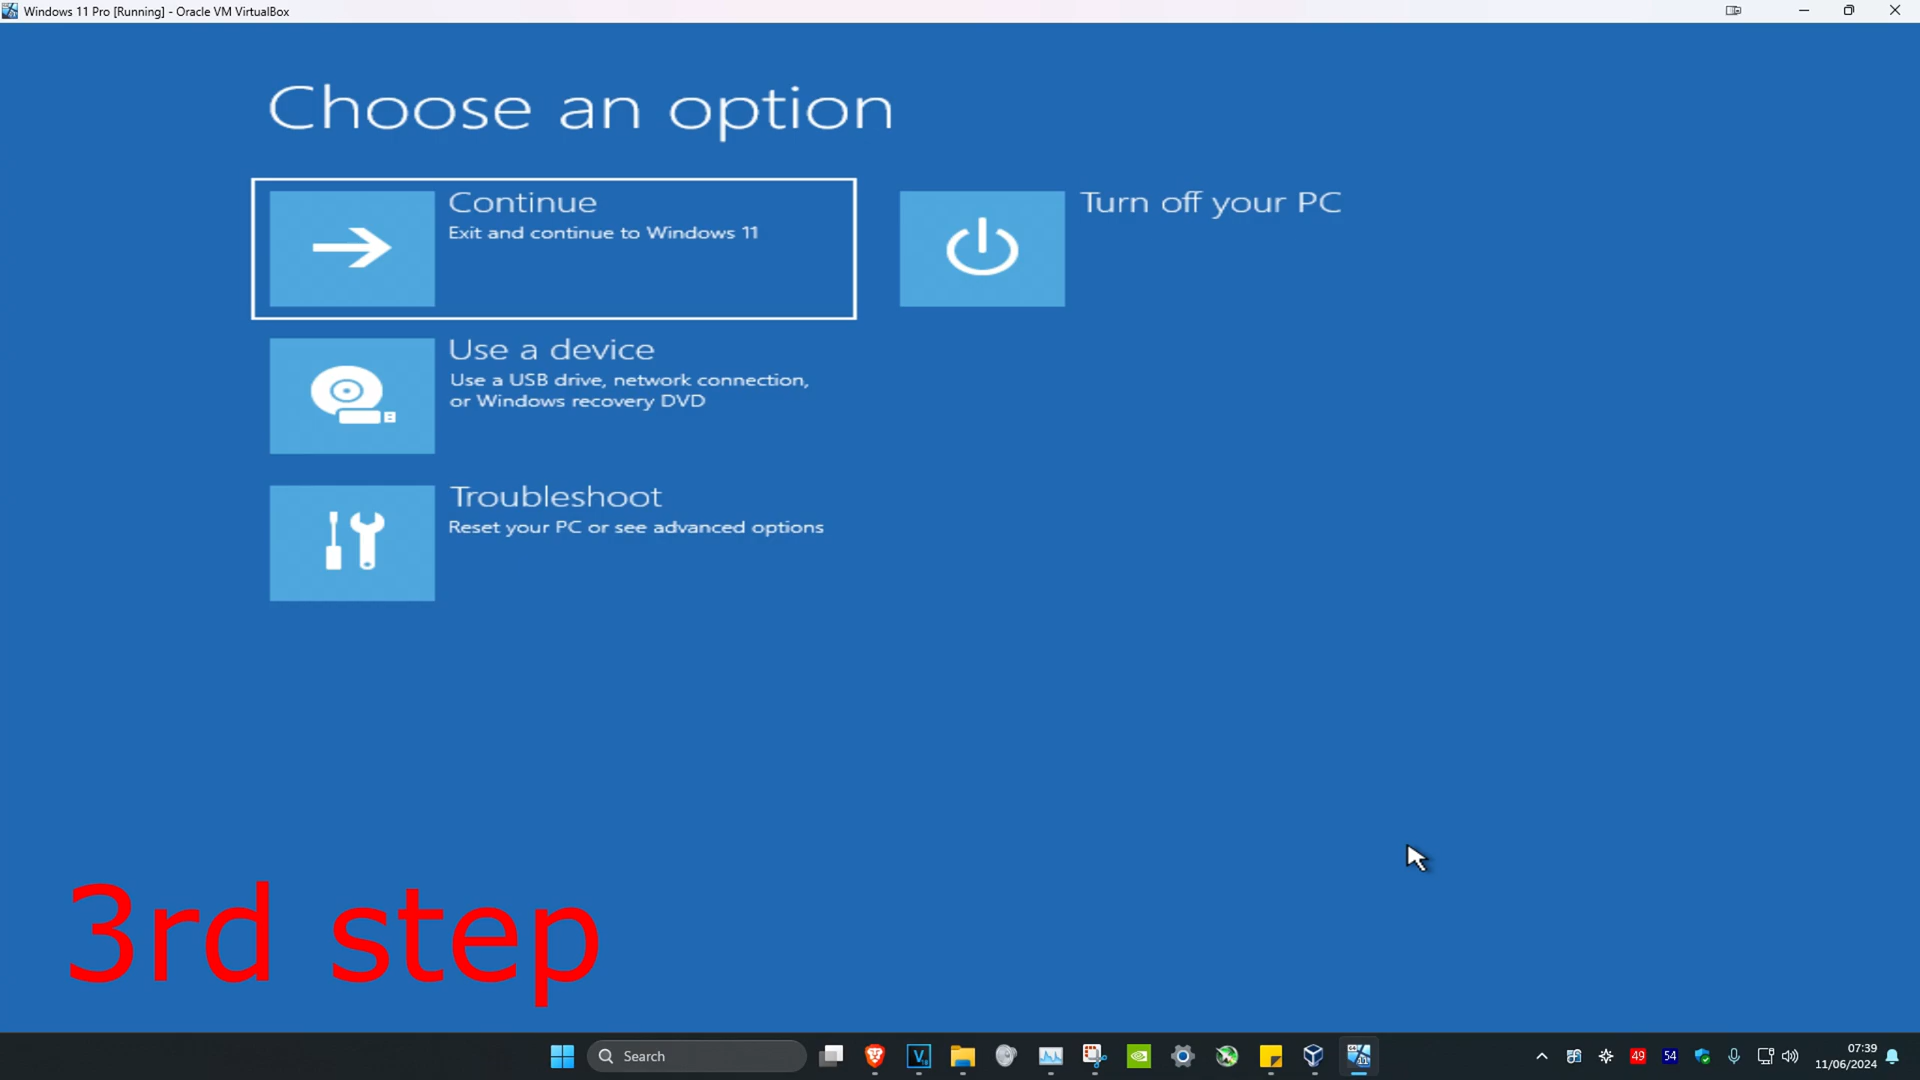 Windows 11 Pro [Running] - Oracle VM VirtualBox
Choose an option
Continue
Exit and continue to Windows 11
Turn off your PC
Use a device
Use a USB drive, network connection,
or Windows recovery DVD
Troubleshoot
Reset your PC or see advanced options
3rd step
Search
49
54
07:39
11/06/2024